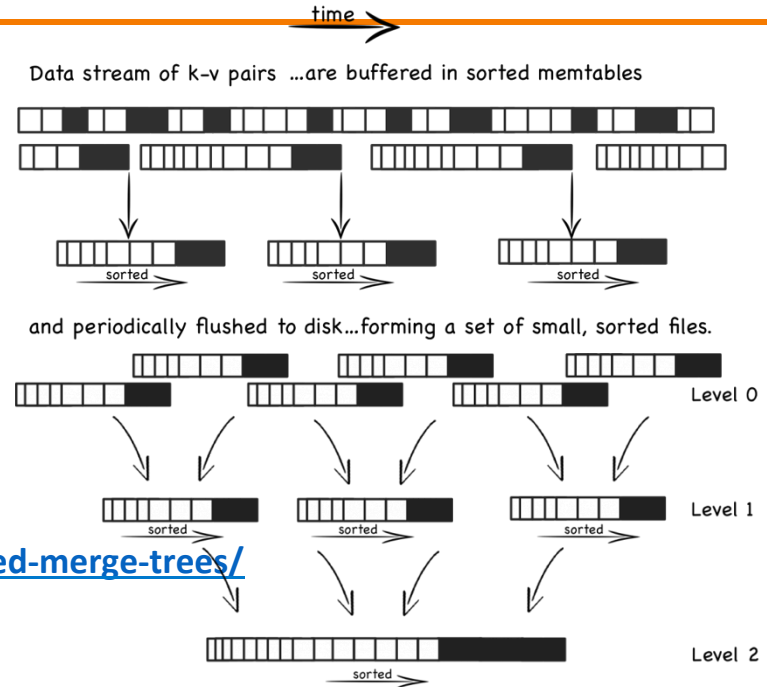 time
Data stream of k-v pairs ...are buffered in sorted memtables
sorted
sorted
sorted
and periodically flushed to disk...forming a set of small, sorted files.
Level 0
Level 1
sorted
sorted
sorted
ed-merge-trees/
Level 2
sorted